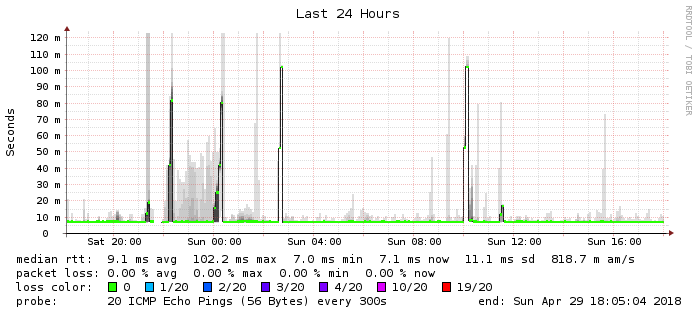 Last 24 Hours
RRDTOOL / TOBI OETIKER
Seconds
120 m
110 m
100 m
90 m
80 m
70 m
60 m
50 m
40 m
30 m
20 m
10 m
0
Sat 20:00 Sun 00:00 Sun 04:00 Sun 08:00 Sun 12:00 Sun 16:00
median rtt: 9.1 ms avg 102.2 ms max 7.0 ms min 7.1 ms now 11.1 ms sd 818.7 m am/s
packet loss: 0.00 % avg 0.00 % max 0.00 % min 0.00 % now
loss color: 0 1/20 2/20 3/20 4/20 10/20 19/20
probe: 20 ICMP Echo Pings (56 Bytes) every 300s end: Sun Apr 29 18:05:04 2018